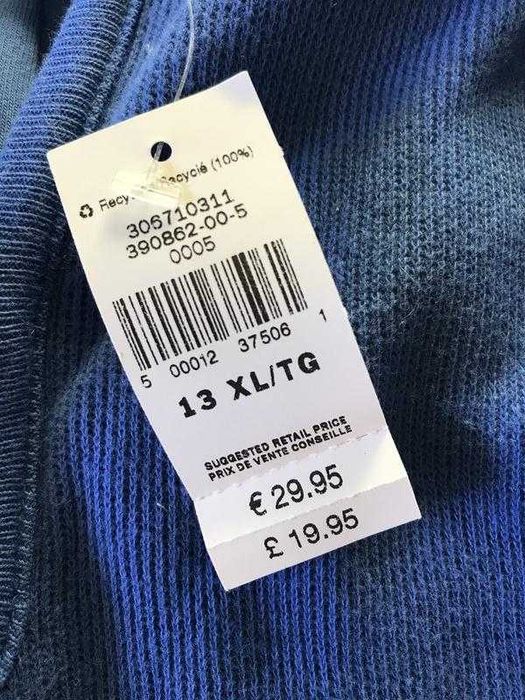 Recyclé (100%)
306710311
390862-00-5
0005
5 00012 37506 1
13 XL/TG
SUGGESTED RETAIL PRICE
PRIX DE VENTE CONSEILLE
€ 29.95
£ 19.95